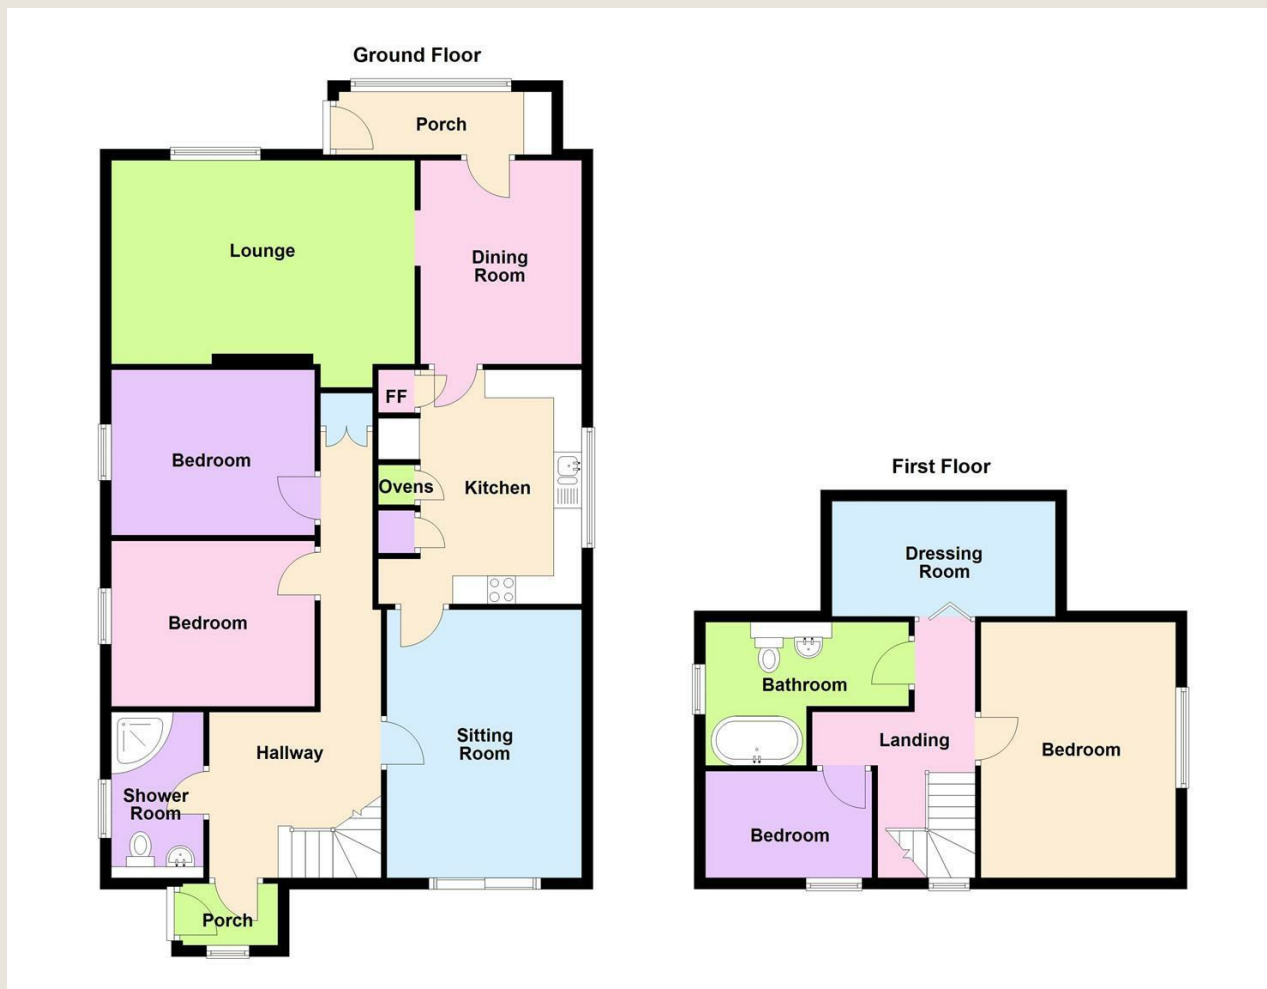 Ground Floor
Porch
Lounge
Dining
Room
FF
Bedroom
Ovens
Kitchen
Bedroom
Hallway
Sitting
Room
Shower
Room
Porch
First Floor
Dressing
Room
Bathroom
Landing
Bedroom
Bedroom